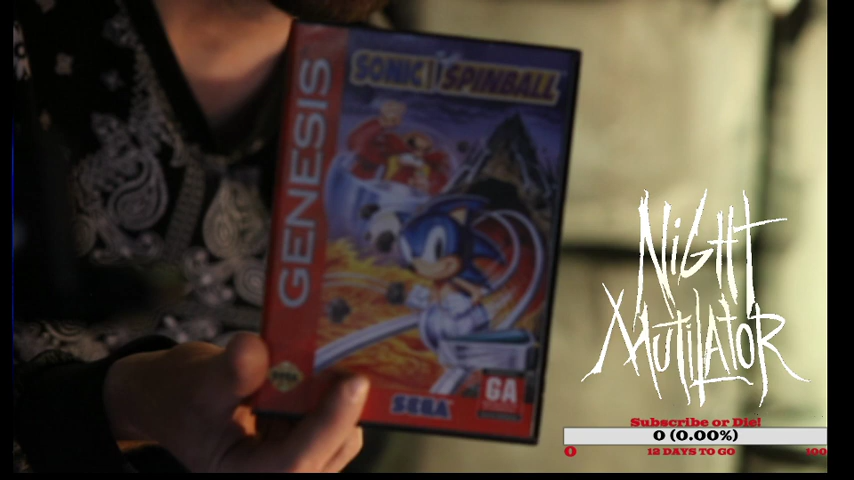 SONIC SPINBALL
GENESIS
GA
SEGA
NiGHT
MUTILATOR
Subscribe or Die!
0 (0.00%)
0
12 DAYS TO GO
100